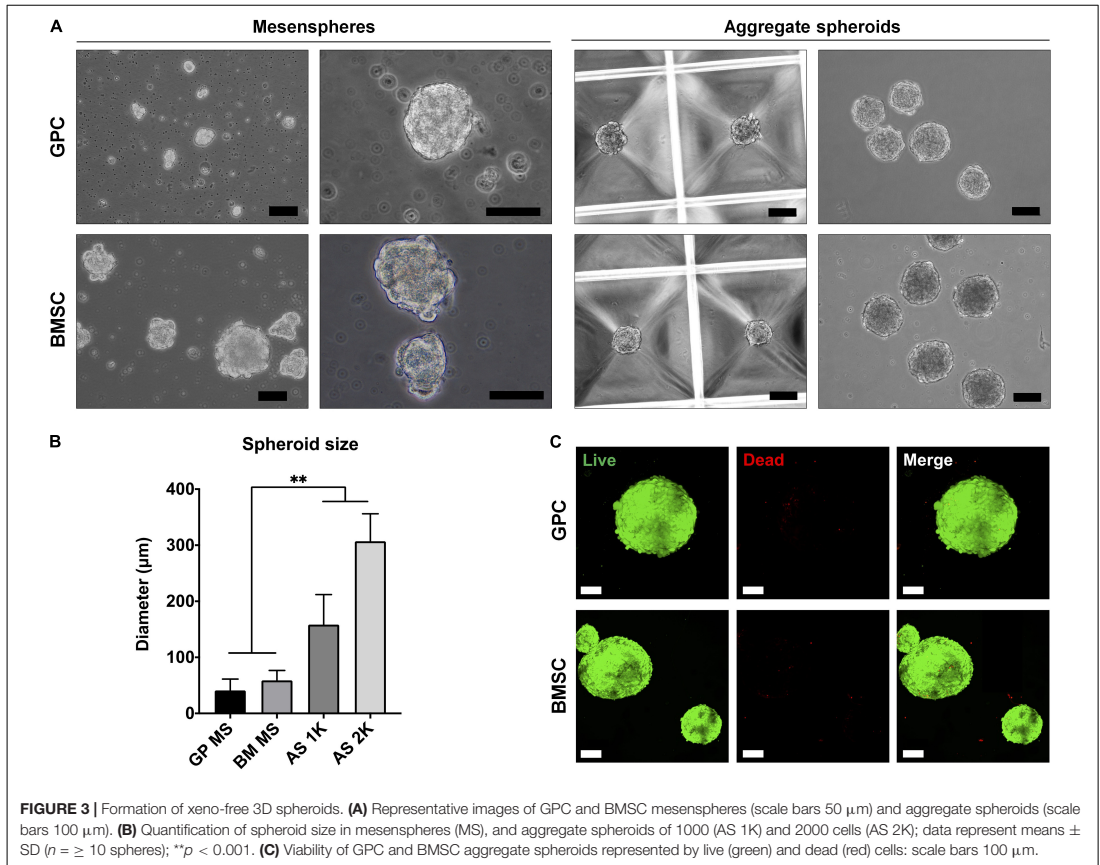 A
Mesenspheres
Aggregate spheroids
GPC
BMSC
B
Spheroid size
Diameter (μm)
400
300
200
100
0
**
GP MS
BM MS
AS 1K
AS 2K
C
Live
Dead
Merge
GPC
BMSC
FIGURE 3 | Formation of xeno-free 3D spheroids. (A) Representative images of GPC and BMSC mesenspheres (scale bars 50 μm) and aggregate spheroids (scale
bars 100 μm). (B) Quantification of spheroid size in mesenspheres (MS), and aggregate spheroids of 1000 (AS 1K) and 2000 cells (AS 2K); data represent means ±
SD (n = ≥ 10 spheres); **p < 0.001. (C) Viability of GPC and BMSC aggregate spheroids represented by live (green) and dead (red) cells: scale bars 100 μm.